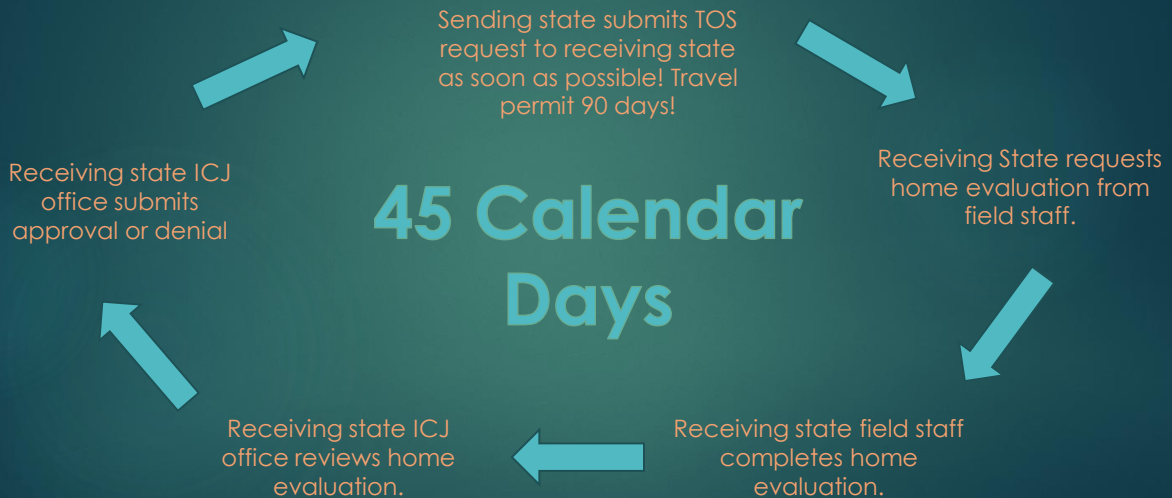 Sending state submits TOS
request to receiving state
as soon as possible! Travel
permit 90 days!
Receiving State requests
home evaluation from
field staff.
Receiving state field staff
completes home
evaluation.
Receiving state ICJ
office reviews home
evaluation.
Receiving state ICJ
office submits
approval or denial
45 Calendar
Days